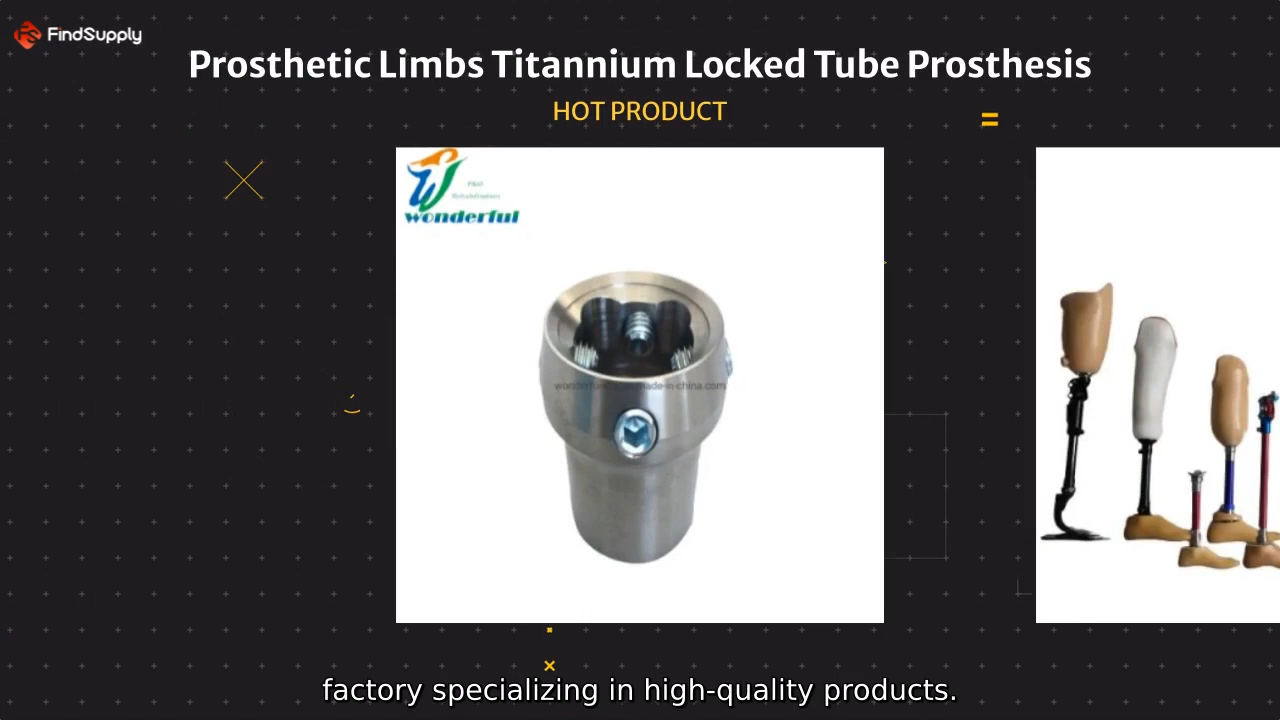 FindSupply
Prosthetic Limbs Titannium Locked Tube Prosthesis
HOT PRODUCT
wonderful
factory specializing in high-quality products.